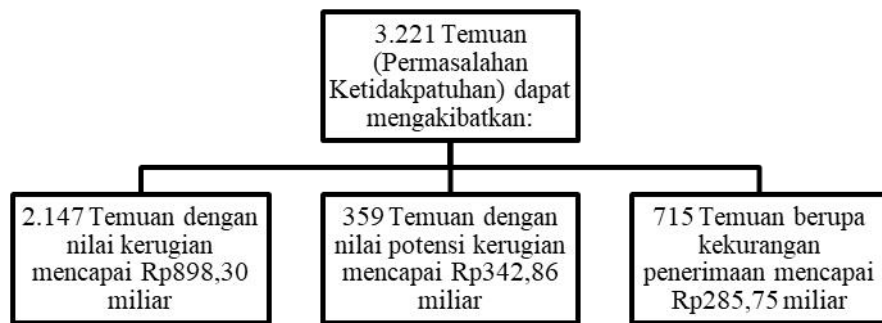 3.221 Temuan
(Permasalahan
Ketidakpatuhan) dapat
mengakibatkan:
2.147 Temuan dengan
nilai kerugian
mencapai Rp898,30
miliar
359 Temuan dengan
nilai potensi kerugian
mencapai Rp342,86
miliar
715 Temuan berupa
kekurangan
penerimaan mencapai
Rp285,75 miliar